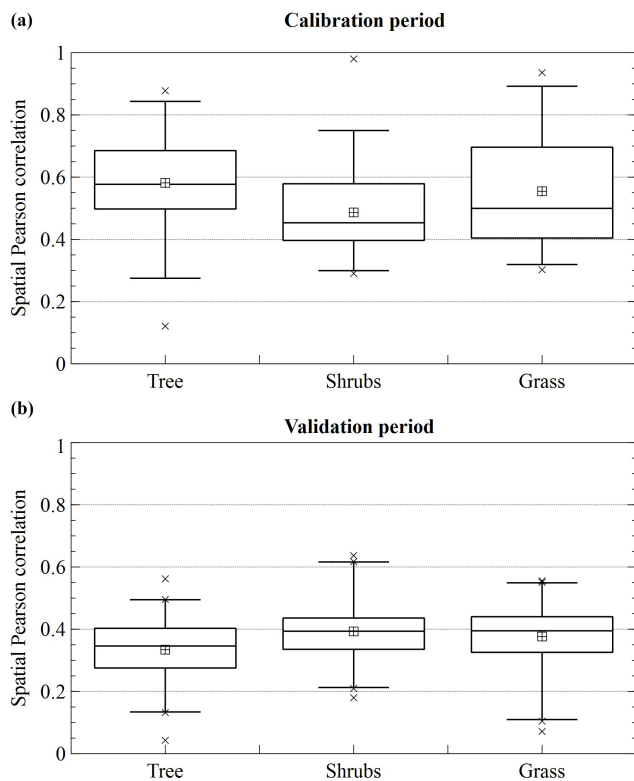 (a)
Calibration period
Spatial Pearson correlation
1
0.8
0.6
0.4
0.2
0
Tree Shrubs Grass
(b)
Validation period
Spatial Pearson correlation
1
0.8
0.6
0.4
0.2
0
Tree Shrubs Grass